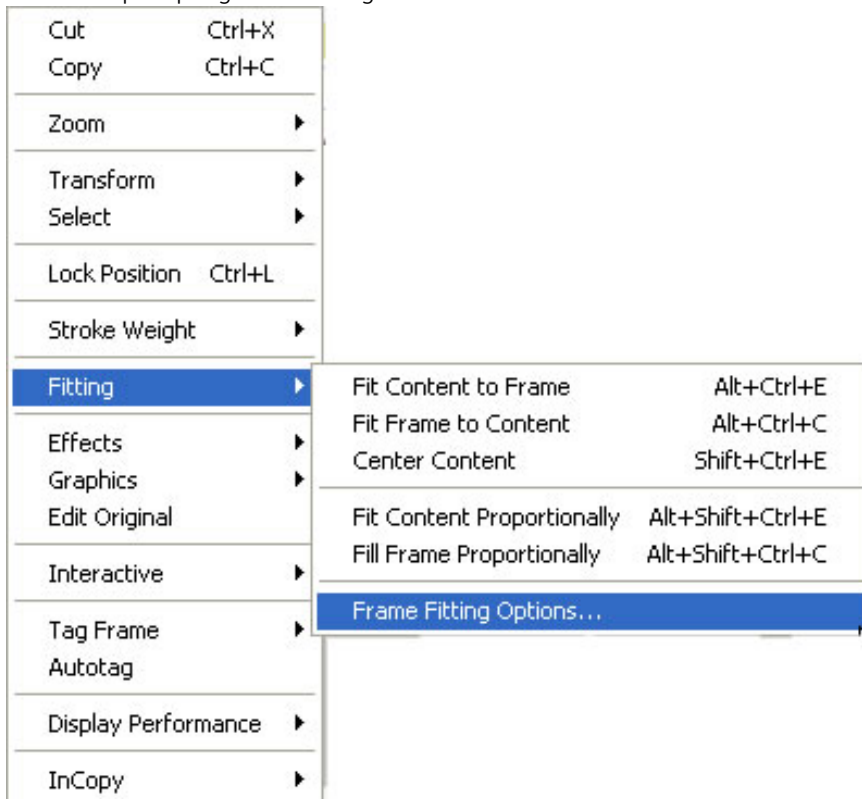 Cut Ctrl+X
Copy Ctrl+C
Zoom
Transform
Select
Lock Position Ctrl+L
Stroke Weight
Fitting
Effects
Graphics
Edit Original
Interactive
Tag Frame
Autotag
Display Performance
InCopy
Fit Content to Frame Alt+Ctrl+E
Fit Frame to Content Alt+Ctrl+C
Center Content Shift+Ctrl+E
Fit Content Proportionally Alt+Shift+Ctrl+E
Fill Frame Proportionally Alt+Shift+Ctrl+C
Frame Fitting Options...